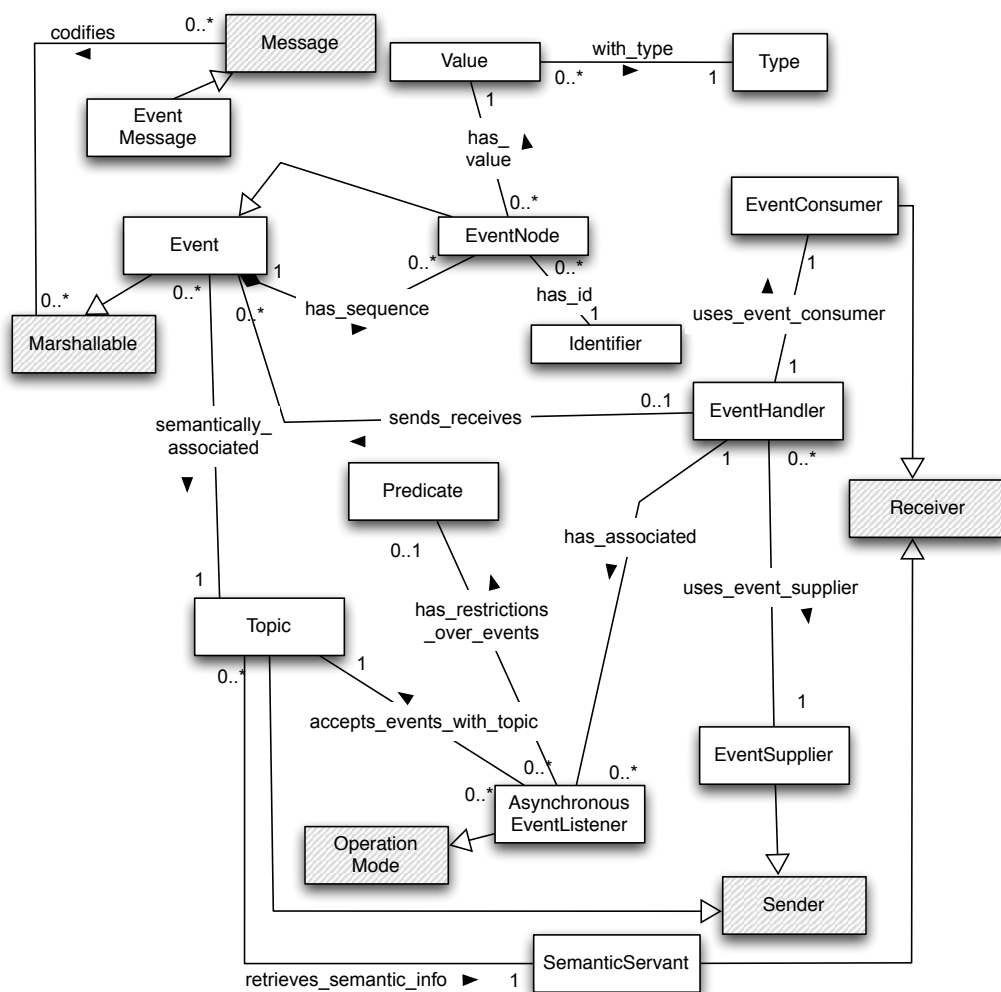 codifies
0..*
Message
Value
with_type
0..*
1
Type
Event
Message
1
has_
value
0..*
EventConsumer
Event
EventNode
1
0..*
0..*
1
0..*
0..*
has_id
0..*
has_sequence
1
uses_event_consumer
Marshallable
Identifier
1
0..1
EventHandler
sends_receives
semantically_
associated
1
0..*
Predicate
Receiver
has_associated
0..1
1
has_restrictions
_over_events
uses_event_supplier
Topic
0..*
1
accepts_events_with_topic
1
EventSupplier
0..*
0..*
0..*
Asynchronous
EventListener
Operation
Mode
Sender
SemanticServant
retrieves_semantic_info
1